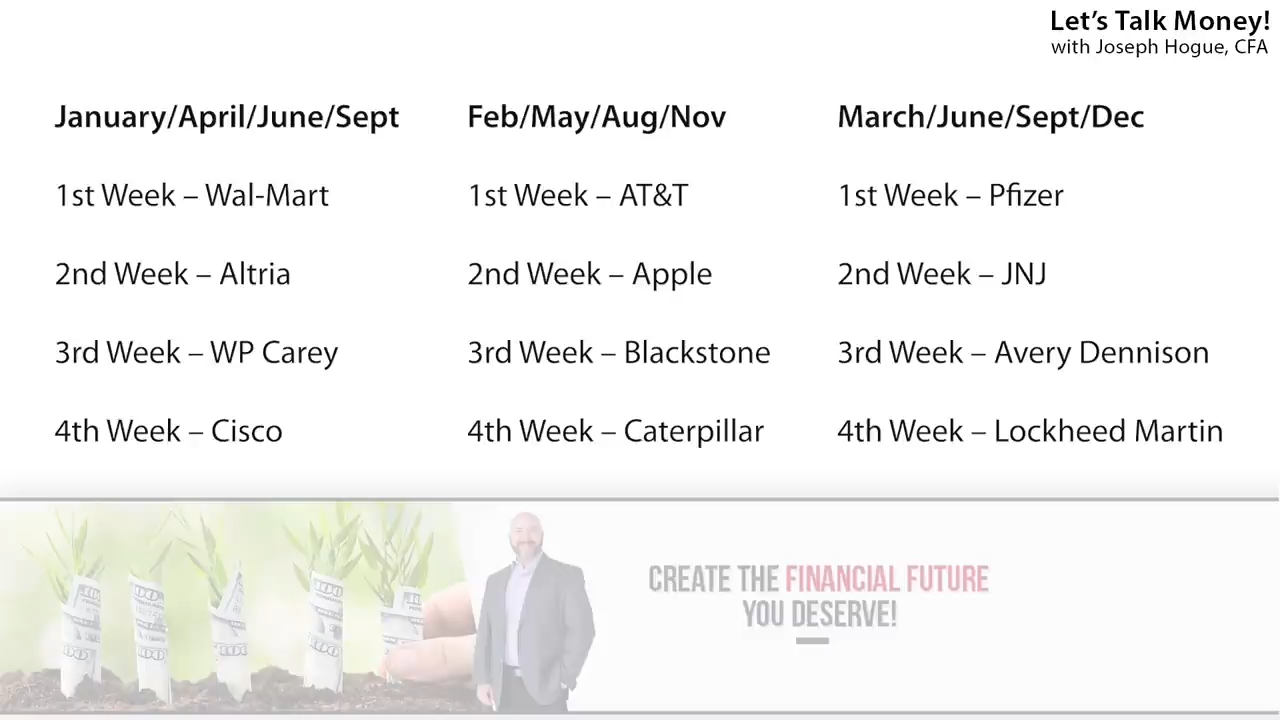 Let's Talk Money!
with Joseph Hogue, CFA
January/April/June/Sept
1st Week – Wal-Mart
2nd Week – Altria
3rd Week – WP Carey
4th Week – Cisco
Feb/May/Aug/Nov
1st Week – AT&T
2nd Week – Apple
3rd Week – Blackstone
4th Week – Caterpillar
March/June/Sept/Dec
1st Week – Pfizer
2nd Week – JNJ
3rd Week – Avery Dennison
4th Week – Lockheed Martin
CREATE THE FINANCIAL FUTURE
YOU DESERVE!